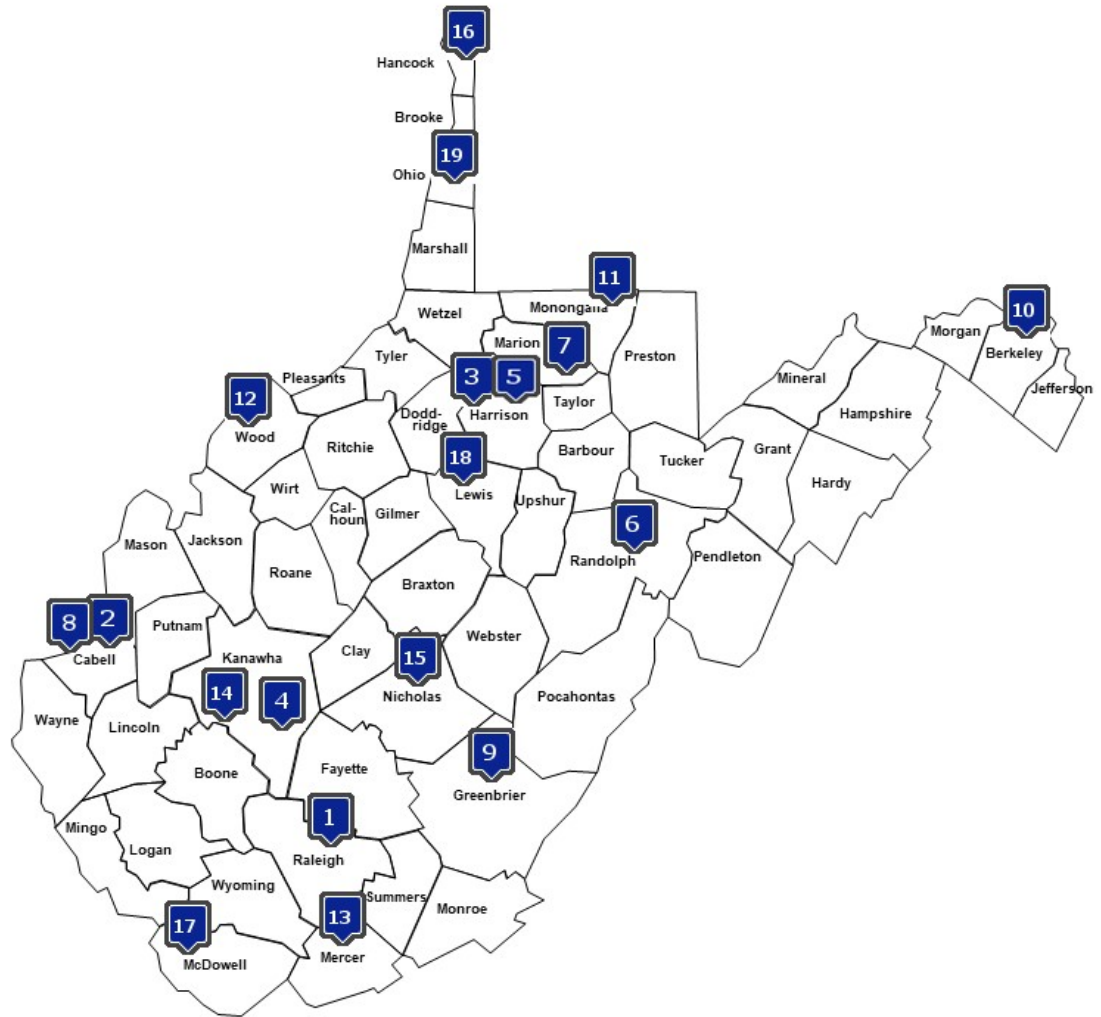 16
Hancock
Brooke
19
Ohio
Marshall
11
10
Wetzel
Monongalia
Morgan
Marion
7
Berkeley
Tyler
Preston
Pleasants
3
5
Mineral
Jefferson
12
Taylor
Hampshire
Dodd-
ridge
Harrison
Wood
Ritchie
18
Barbour
Tucker
Grant
Wirt
Lewis
Upshur
Hardy
Cal-
houn
Gilmer
6
Mason
Jackson
Randolph
Pendleton
Roane
Braxton
8
2
Putnam
Webster
Cabell
Kanawha
Clay
15
14
4
Nicholas
Pocahontas
Wayne
Lincoln
9
Boone
Fayette
Greenbrier
1
Mingo
Logan
Raleigh
Wyoming
Summers
Monroe
17
13
McDowell
Mercer